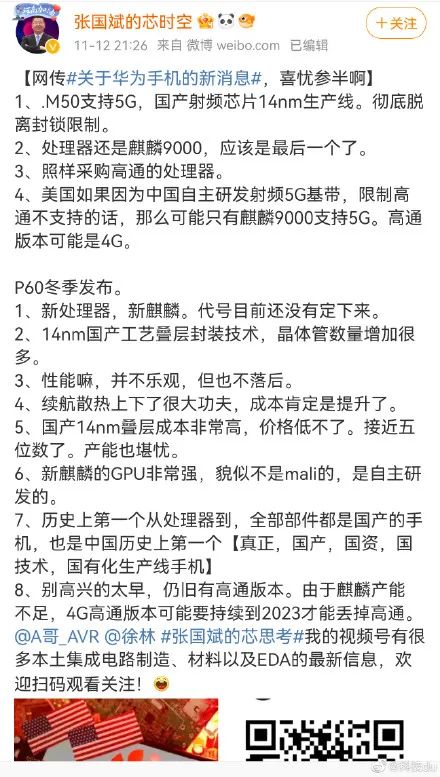 张国斌的芯时空
11-12 21:26 来自 微博 weibo.com 已编辑
+关注
【网传#关于华为手机的新消息#，喜忧参半啊】
1、.M50支持5G，国产射频芯片14nm生产线。彻底脱
离封锁限制。
2、处理器还是麒麟9000，应该是最后一个了。
3、照样采购高通的处理器。
4、美国如果因为中国自主研发射频5G基带，限制高
通不支持的话，那么可能只有麒麟9000支持5G。高通
版本可能是4G。
P60冬季发布。
1、新处理器，新麒麟。代号目前还没有定下来。
2、14nm国产工艺叠层封装技术，晶体管数量增加很
多。
3、性能嘛，并不乐观，但也不落后。
4、续航散热上下了很大功夫，成本肯定是提升了。
5、国产14nm叠层成本非常高，价格低不了。接近五
位数了。产能也堪忧。
6、新麒麟的GPU非常强，貌似不是mali的，是自主研
发的。
7、历史上第一个从处理器到，全部部件都是国产的手
机，也是中国历史上第一个【真正，国产，国资，国
技术，国有化生产线手机】
8、别高兴的太早，仍旧有高通版本。由于麒麟产能
不足，4G高通版本可能要持续到2023才能丢掉高通。
@A哥_AVR @徐林 #张国斌的芯思考#我的视频号有很
多本土集成电路制造、材料以及EDA的最新信息，欢
迎扫码观看关注！